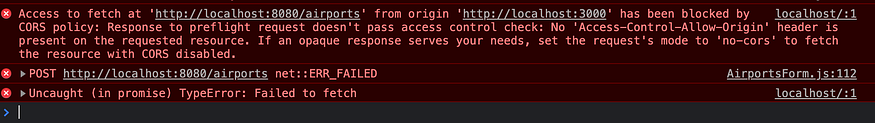 Access to fetch at 'http://localhost:8080/airports' from origin 'http://localhost:3000' has been blocked by localhost/:1
CORS policy: Response to preflight request doesn't pass access control check: No 'Access-Control-Allow-Origin' header is
present on the requested resource. If an opaque response serves your needs, set the request's mode to 'no-cors' to fetch
the resource with CORS disabled.
POST http://localhost:8080/airports net::ERR_FAILED AirportsForm.js:112
Uncaught (in promise) TypeError: Failed to fetch localhost/:1